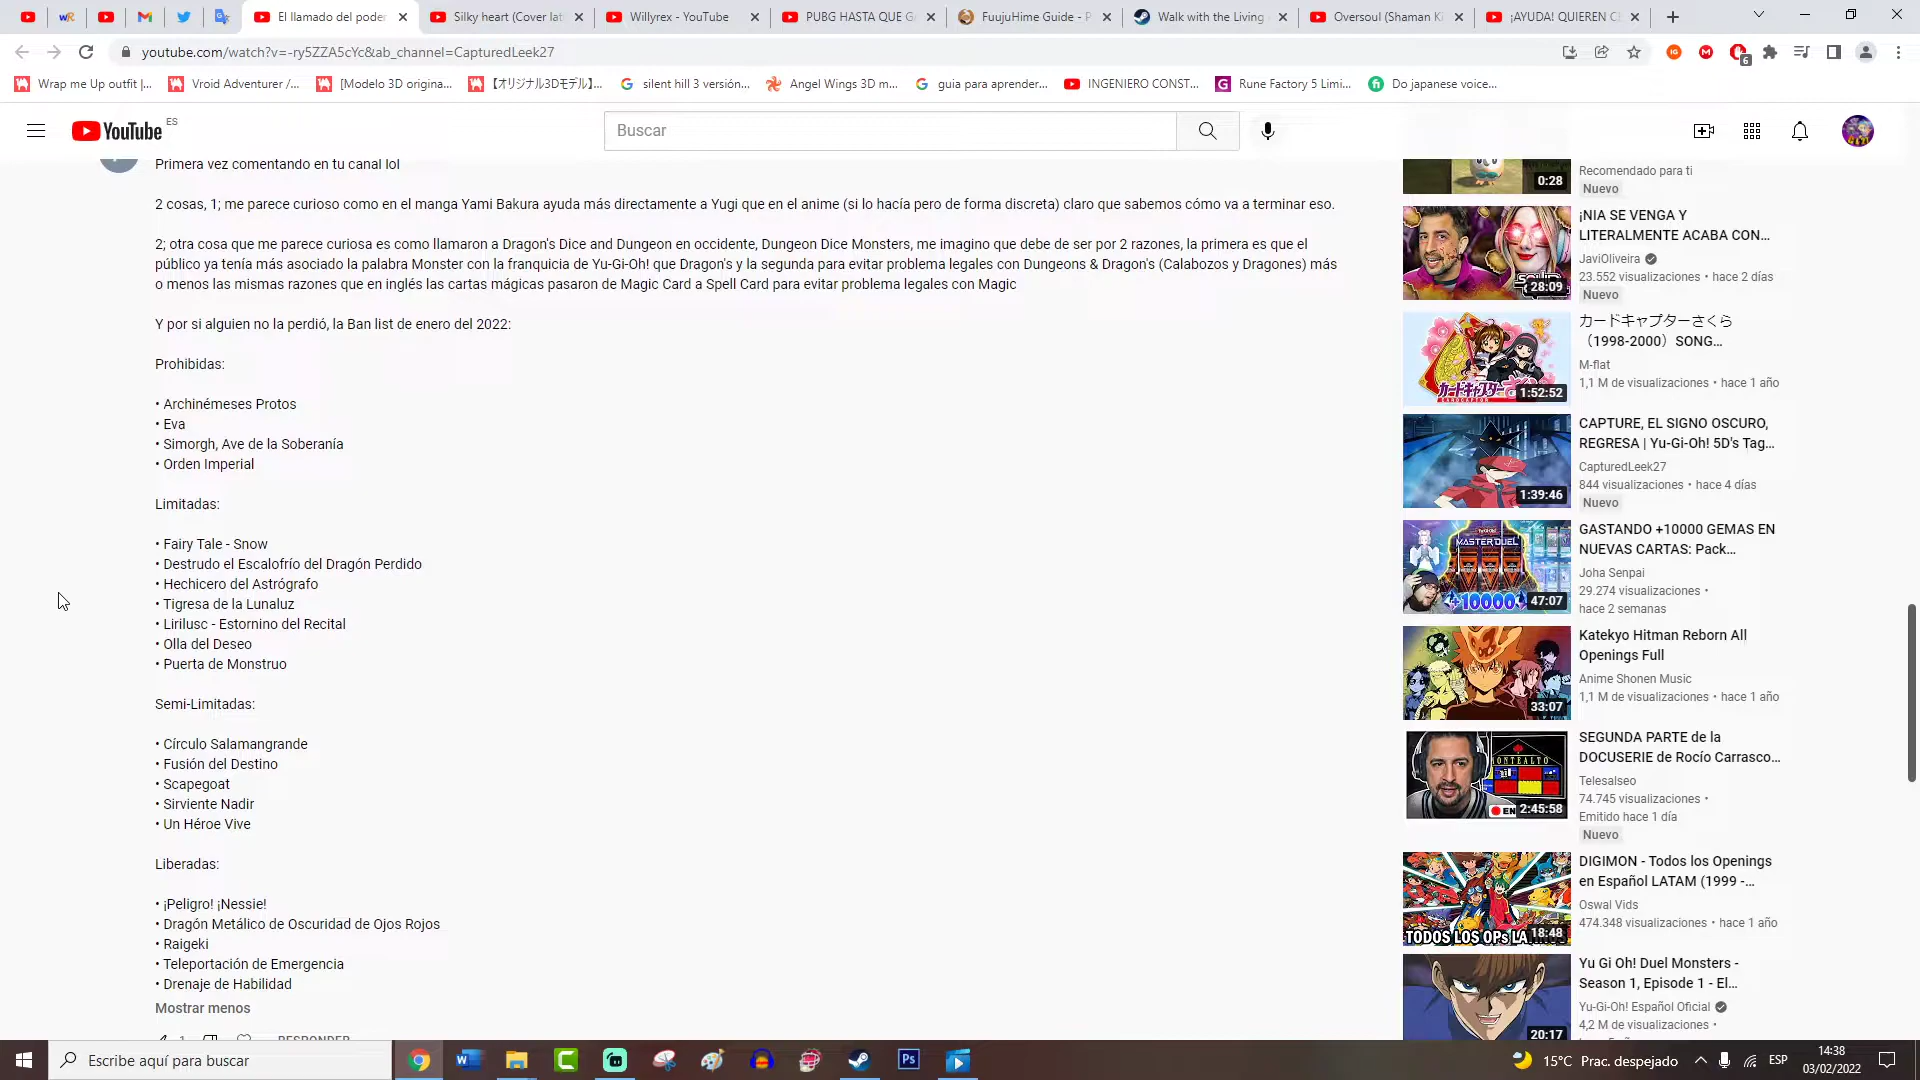 El llamado del poder
Silky heart (Cover lat
Willyrex - YouTube
PUBG HASTA QUE G
FuujuHime Guide - P
Walk with the Living
Oversoul (Shaman Ki
¡AYUDA! QUIEREN C
youtube.com/watch?v=-ry5ZZA5cYc&ab_channel=CapturedLeek27
6
Wrap me Up outfit |...
Vroid Adventurer /...
[Modelo 3D origina...
【オリジナル3Dモデル】...
silent hill 3 versión...
Angel Wings 3D m...
guia para aprender...
INGENIERO CONST...
Rune Factory 5 Limi...
Do japanese voice...
YouTube ES
Buscar
Primera vez comentando en tu canal lol
2 cosas, 1; me parece curioso como en el manga Yami Bakura ayuda más directamente a Yugi que en el anime (si lo hacía pero de forma discreta) claro que sabemos cómo va a terminar eso.
2; otra cosa que me parece curiosa es como llamaron a Dragon's Dice and Dungeon en occidente, Dungeon Dice Monsters, me imagino que debe de ser por 2 razones, la primera es que el
público ya tenía más asociado la palabra Monster con la franquicia de Yu-Gi-Oh! que Dragon's y la segunda para evitar problema legales con Dungeons & Dragon's (Calabozos y Dragones) más
o menos las mismas razones que en inglés las cartas mágicas pasaron de Magic Card a Spell Card para evitar problema legales con Magic
Y por si alguien no la perdió, la Ban list de enero del 2022:
Prohibidas:
• Archinémeses Protos
• Eva
• Simorgh, Ave de la Soberanía
• Orden Imperial
Limitadas:
• Fairy Tale - Snow
• Destrudo el Escalofrío del Dragón Perdido
• Hechicero del Astrógrafo
• Tigresa de la Lunaluz
• Lirilusc - Estornino del Recital
• Olla del Deseo
• Puerta de Monstruo
Semi-Limitadas:
• Círculo Salamangrande
• Fusión del Destino
• Scapegoat
• Sirviente Nadir
• Un Héroe Vive
Liberadas:
• ¡Peligro! ¡Nessie!
• Dragón Metálico de Oscuridad de Ojos Rojos
• Raigeki
• Teleportación de Emergencia
• Drenaje de Habilidad
Mostrar menos
1
RESPONDER
0:28
Recomendado para ti
Nuevo
28:09
¡NIA SE VENGA Y
LITERALMENTE ACABA CON...
JaviOliveira
23.552 visualizaciones • hace 2 días
Nuevo
カードキャプターさくら
1:52:52
カードキャプターさくら
（1998-2000）SONG...
M-flat
1,1 M de visualizaciones • hace 1 año
1:39:46
CAPTURE, EL SIGNO OSCURO,
REGRESA | Yu-Gi-Oh! 5D's Tag...
CapturedLeek27
844 visualizaciones • hace 4 días
Nuevo
MASTER DUEL
+10000
47:07
GASTANDO +10000 GEMAS EN
NUEVAS CARTAS: Pack...
Joha Senpai
29.274 visualizaciones •
hace 2 semanas
33:07
Katekyo Hitman Reborn All
Openings Full
Anime Shonen Music
1,1 M de visualizaciones • hace 1 año
MONTEALTO
EN
2:45:58
SEGUNDA PARTE de la
DOCUSERIE de Rocío Carrasco...
Telesalseo
74.745 visualizaciones •
Emitido hace 1 día
Nuevo
TODOS LOS OPs LA
18:48
DIGIMON - Todos los Openings
en Español LATAM (1999 -...
Oswal Vids
474.348 visualizaciones • hace 1 año
20:17
Yu Gi Oh! Duel Monsters -
Season 1, Episode 1 - El...
Yu-Gi-Oh! Español Oficial
4,2 M de visualizaciones •
Escribe aquí para buscar
15°C Prac. despejado
ESP
14:38
03/02/2022